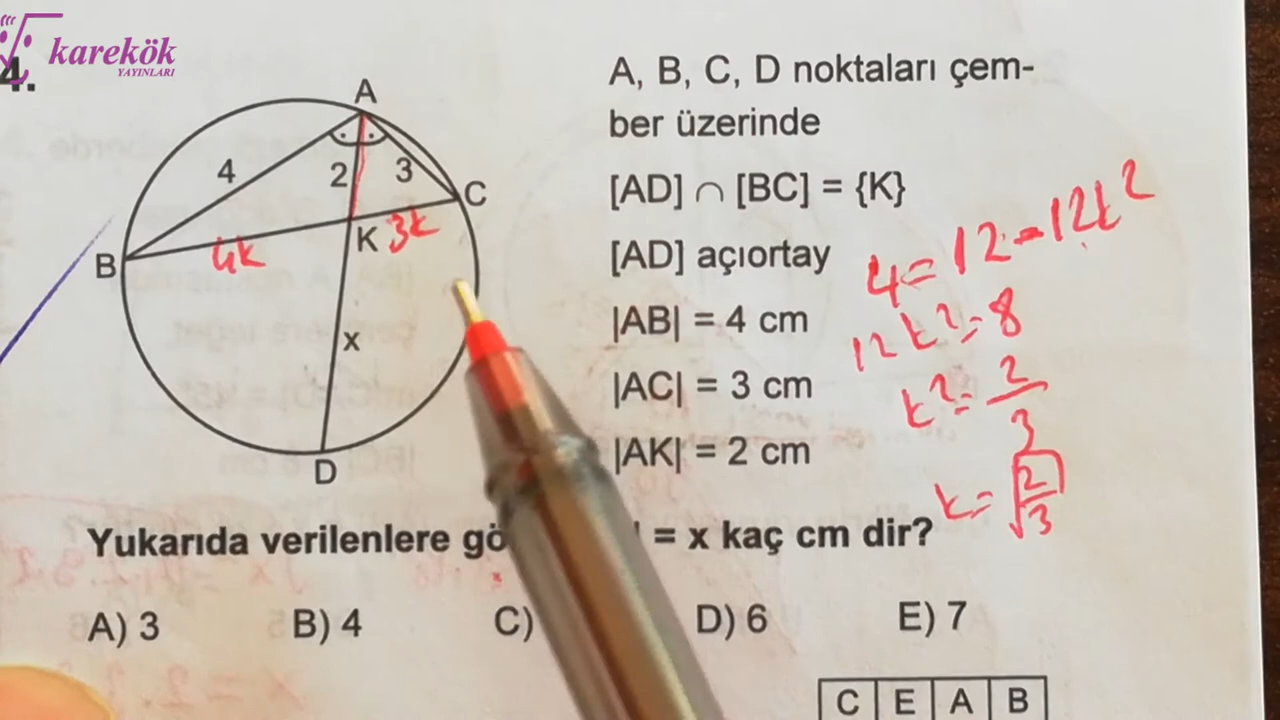 karekök
YAYINLARI
4.
A
4
2
3
C
B
K
4k
3k
x
D
A, B, C, D noktaları çem-
ber üzerinde
[AD] ∩ [BC] = {K}
[AD] açıortay
|AB| = 4 cm
|AC| = 3 cm
|AK| = 2 cm
4 = 12 - 12k²
12k² = 8
k² = 2/3
k = √2/3
Yukarıda verilenlere = x kaç cm dir?
A) 3 B) 4 C) D) 6 E) 7
C E A B